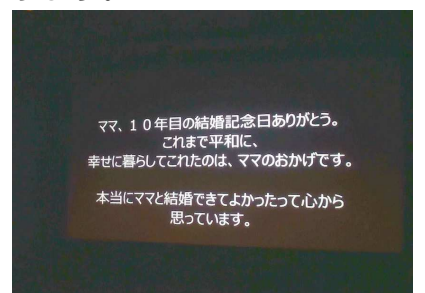 ママ、１０年目の結婚記念日ありがとう。
これまで平和に、
幸せに暮らしてこれたのは、ママのおかげです。
本当にママと結婚できてよかったって心から
思っています。